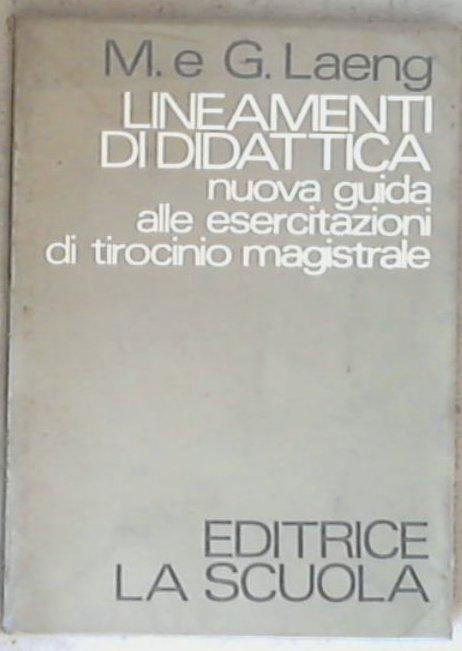 M. e G. Laeng
LINEAMENTI
DI DIDATTICA
nuova guida
alle esercitazioni
di tirocinio magistrale
EDITRICE
LA SCUOLA